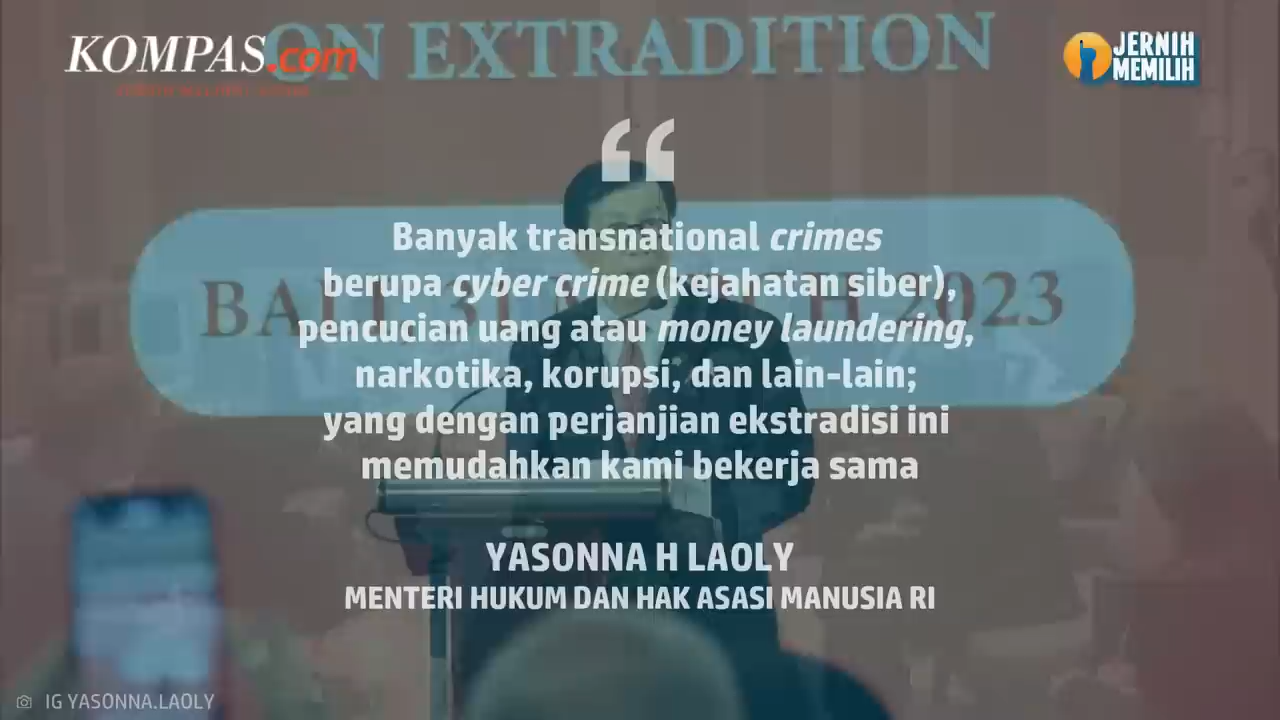 ON EXTRADITION
KOMPAS.com
JERNIH
MEMILIH
“
Banyak transnational crimes
berupa cyber crime (kejahatan siber),
pencucian uang atau money laundering,
narkotika, korupsi, dan lain-lain;
yang dengan perjanjian ekstradisi ini
memudahkan kami bekerja sama
2023
YASONNA H LAOLY
MENTERI HUKUM DAN HAK ASASI MANUSIA RI
IG YASONNA.LAOLY